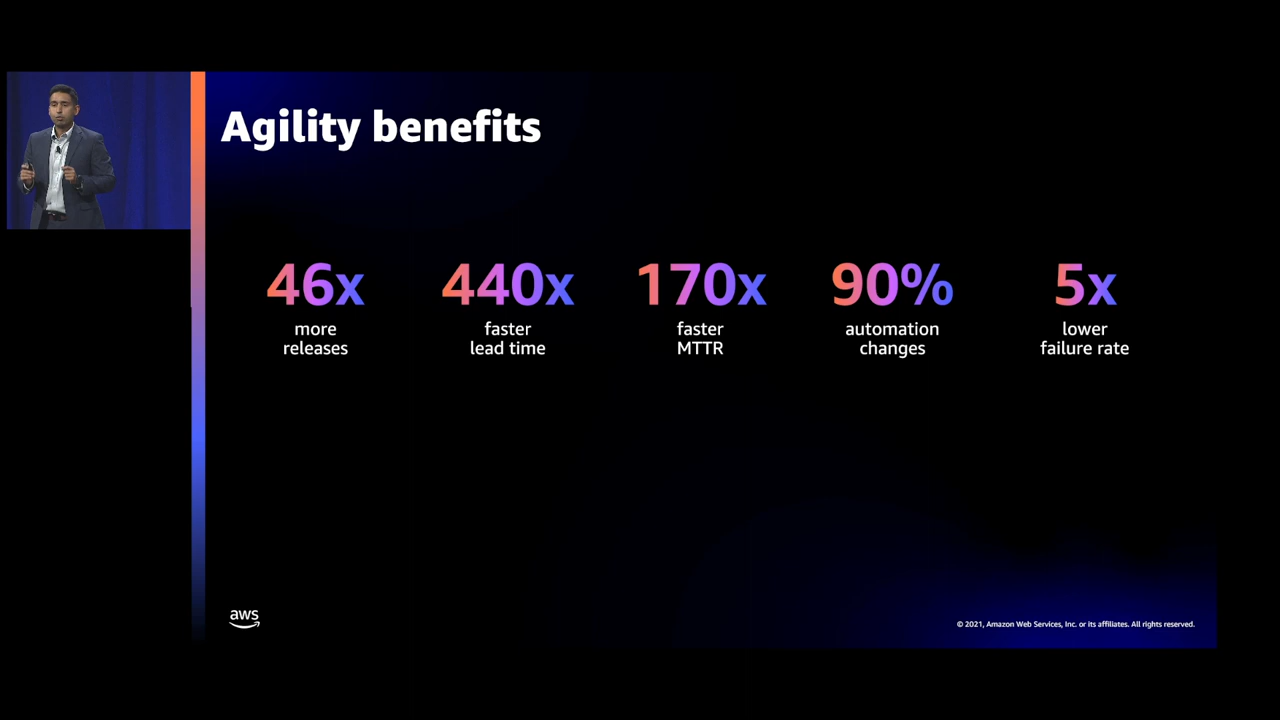 Agility benefits
46x
more
releases
440x
faster
lead time
170x
faster
MTTR
90%
automation
changes
5x
lower
failure rate
aws
© 2021, Amazon Web Services, Inc. or its affiliates. All rights reserved.